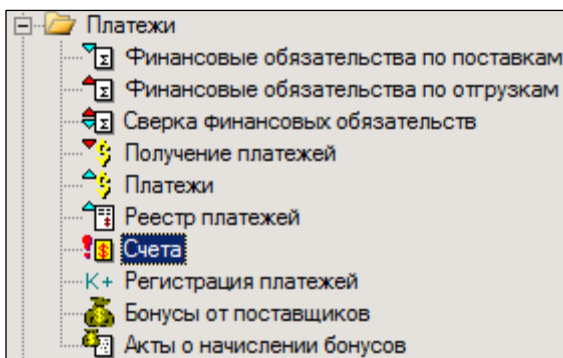 Платежи
Финансовые обязательства по поставкам
Финансовые обязательства по отгрузкам
Сверка финансовых обязательств
Получение платежей
Платежи
Реестр платежей
Счета
K+ Регистрация платежей
Бонусы от поставщиков
Акты о начислении бонусов